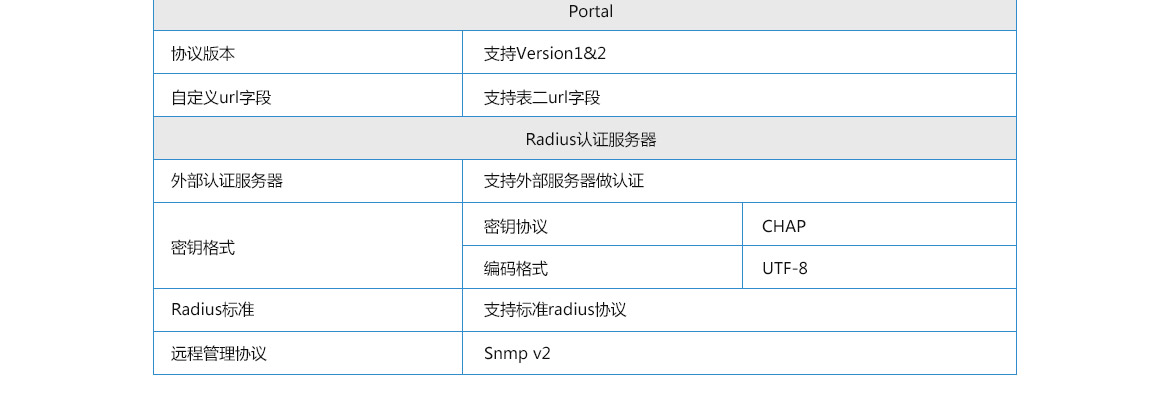 Portal
协议版本 支持Version1&2
自定义url字段 支持表二url字段
Radius认证服务器
外部认证服务器 支持外部服务器做认证
密钥格式
密钥协议 CHAP
编码格式 UTF-8
Radius标准 支持标准radius协议
远程管理协议 Snmp v2